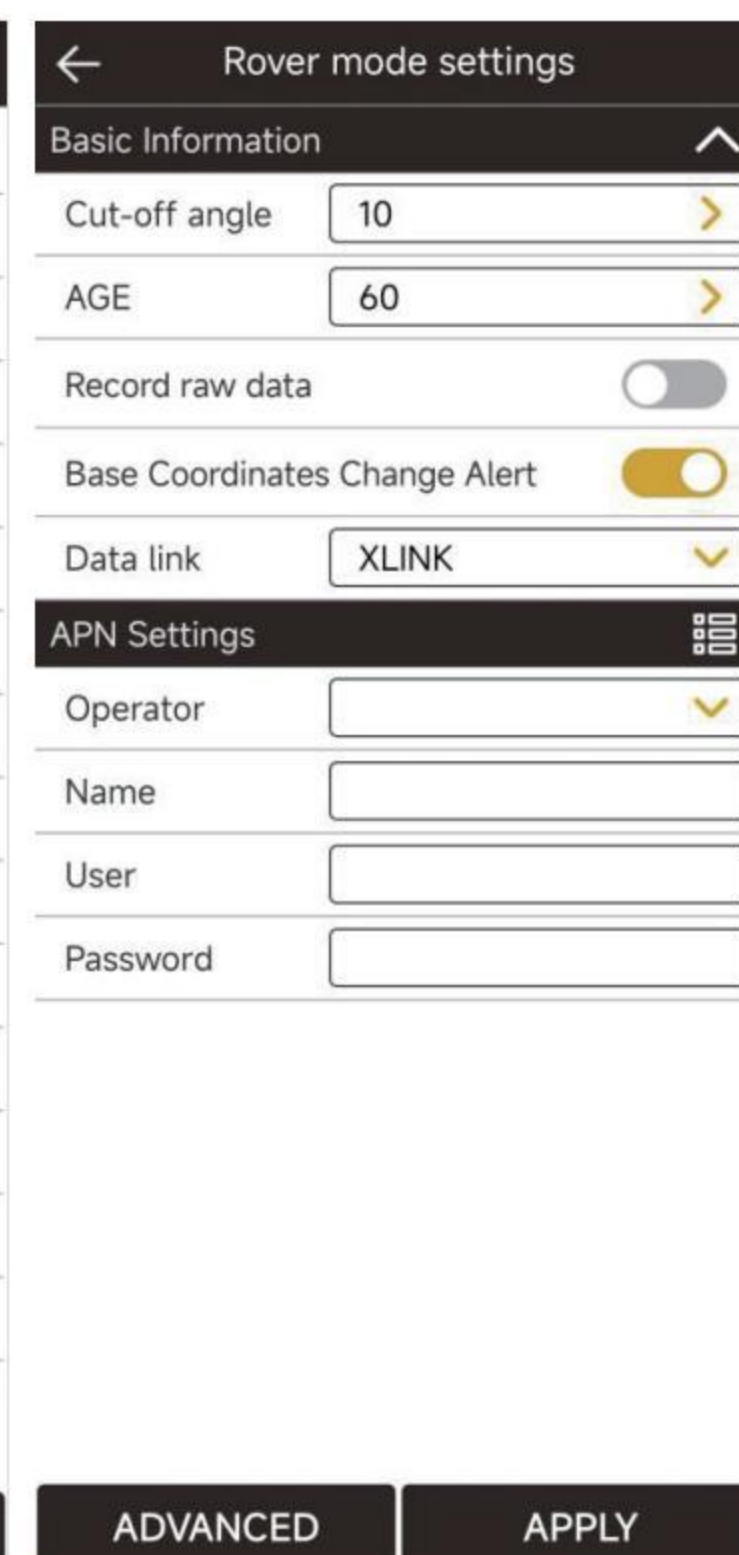 Rover mode settings
Basic Information
Cut-off angle 10
AGE 60
Record raw data
Base Coordinates Change Alert
Data link XLINK
APN Settings
Operator
Name
User
Password
ADVANCED APPLY